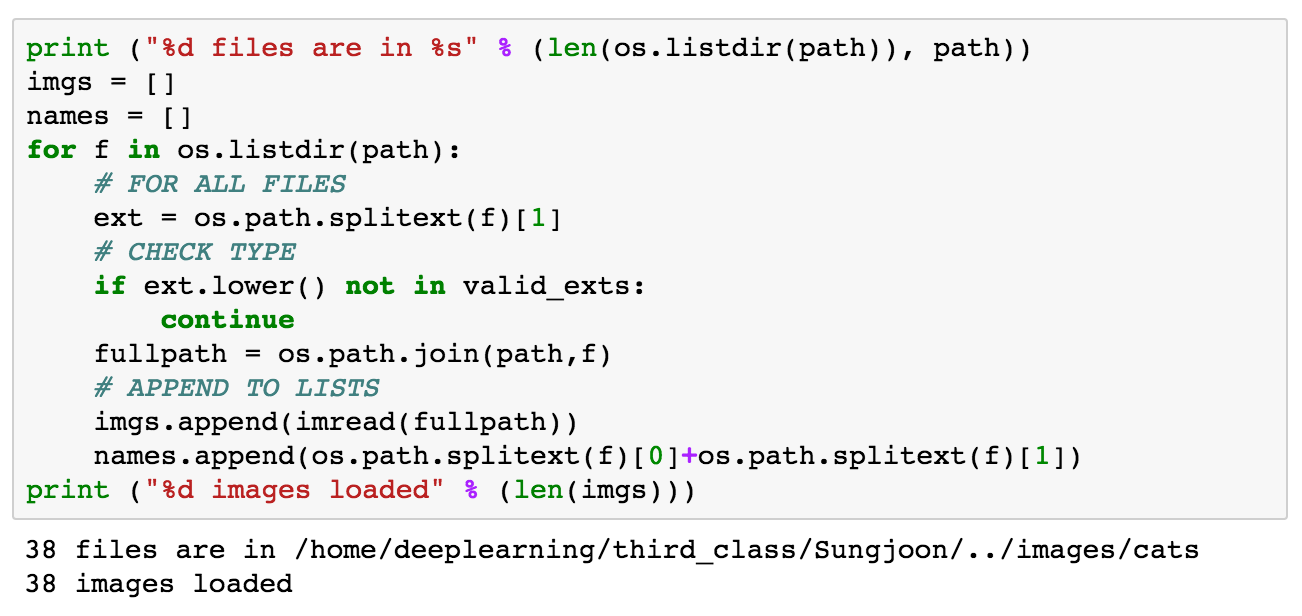 print ("%d files are in %s" % (len(os.listdir(path)), path))
imgs = []
names = []
for f in os.listdir(path):
    # FOR ALL FILES
    ext = os.path.splitext(f)[1]
    # CHECK TYPE
    if ext.lower() not in valid_exts:
        continue
    fullpath = os.path.join(path,f)
    # APPEND TO LISTS
    imgs.append(imread(fullpath))
    names.append(os.path.splitext(f)[0]+os.path.splitext(f)[1])
print ("%d images loaded" % (len(imgs)))
38 files are in /home/deeplearning/third_class/Sungjoon/../images/cats
38 images loaded